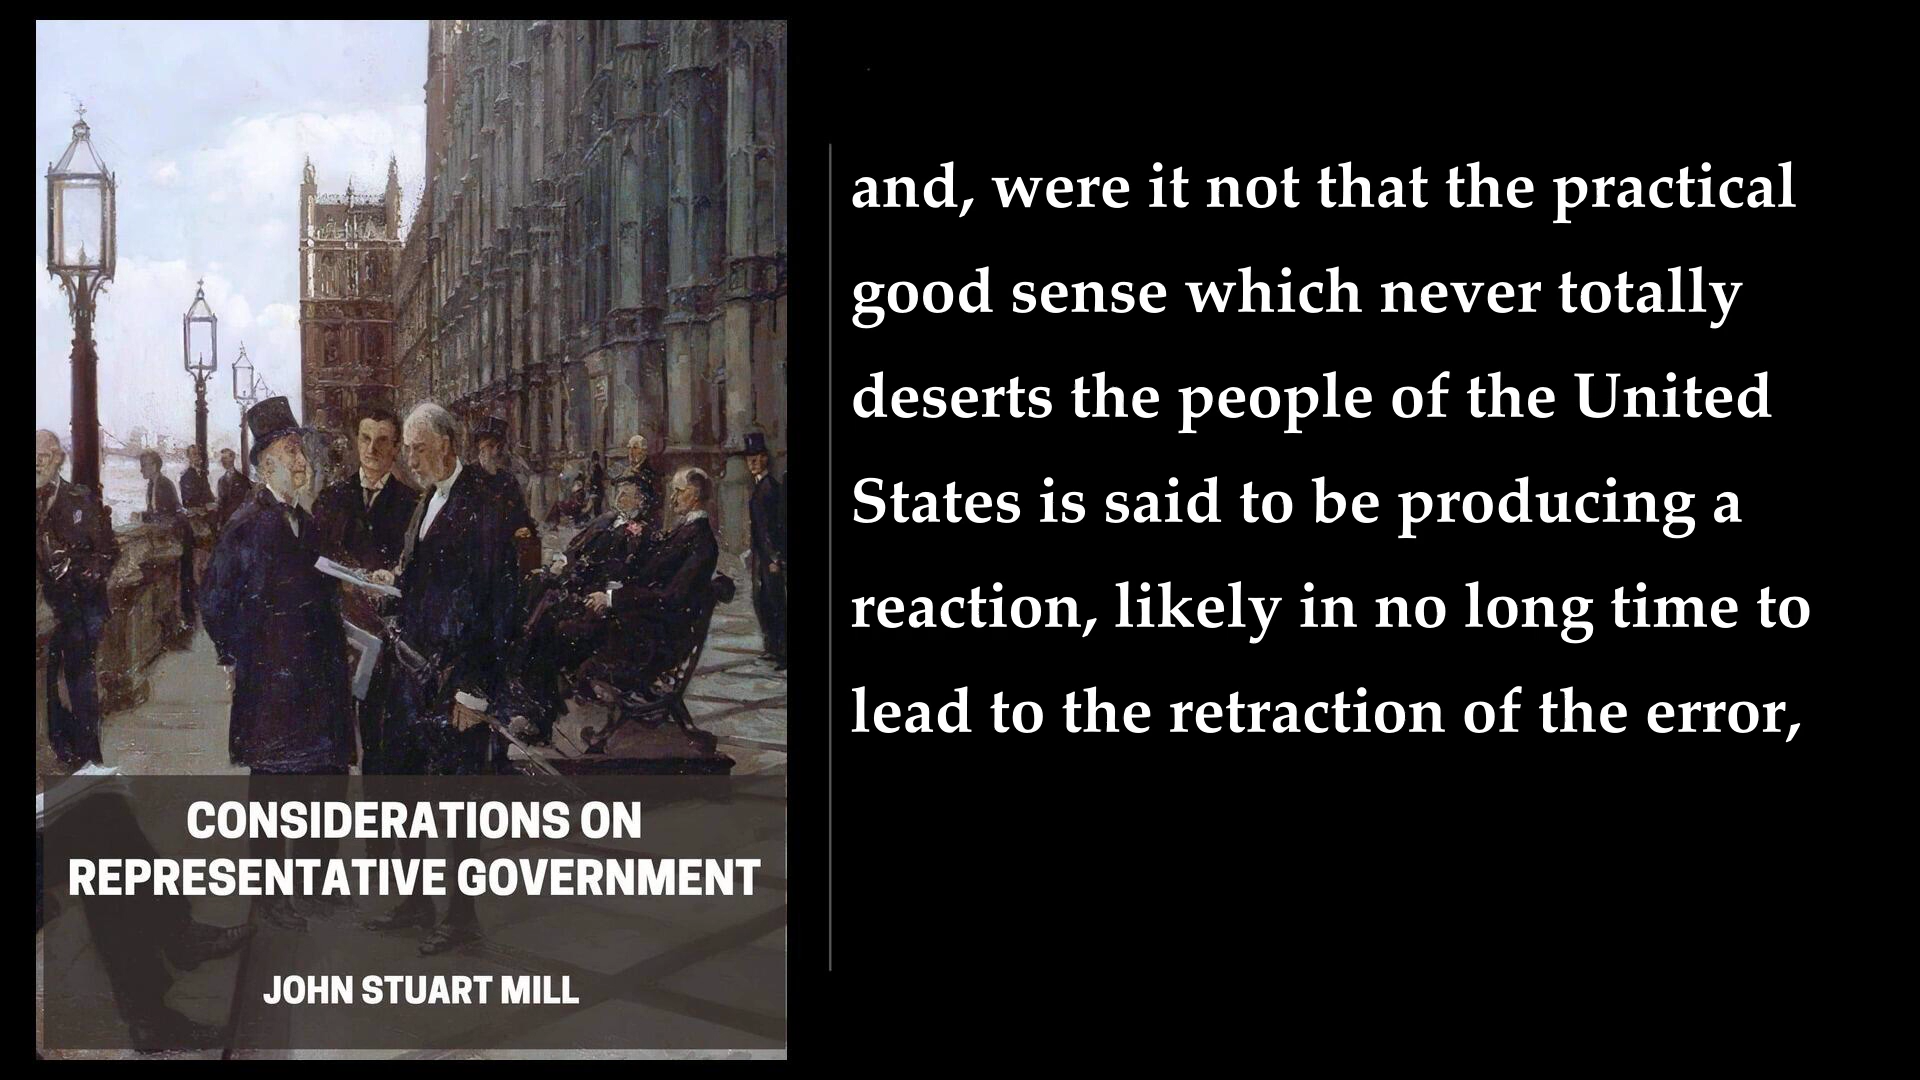 CONSIDERATIONS ON
REPRESENTATIVE GOVERNMENT
JOHN STUART MILL
and, were it not that the practical
good sense which never totally
deserts the people of the United
States is said to be producing a
reaction, likely in no long time to
lead to the retraction of the error,